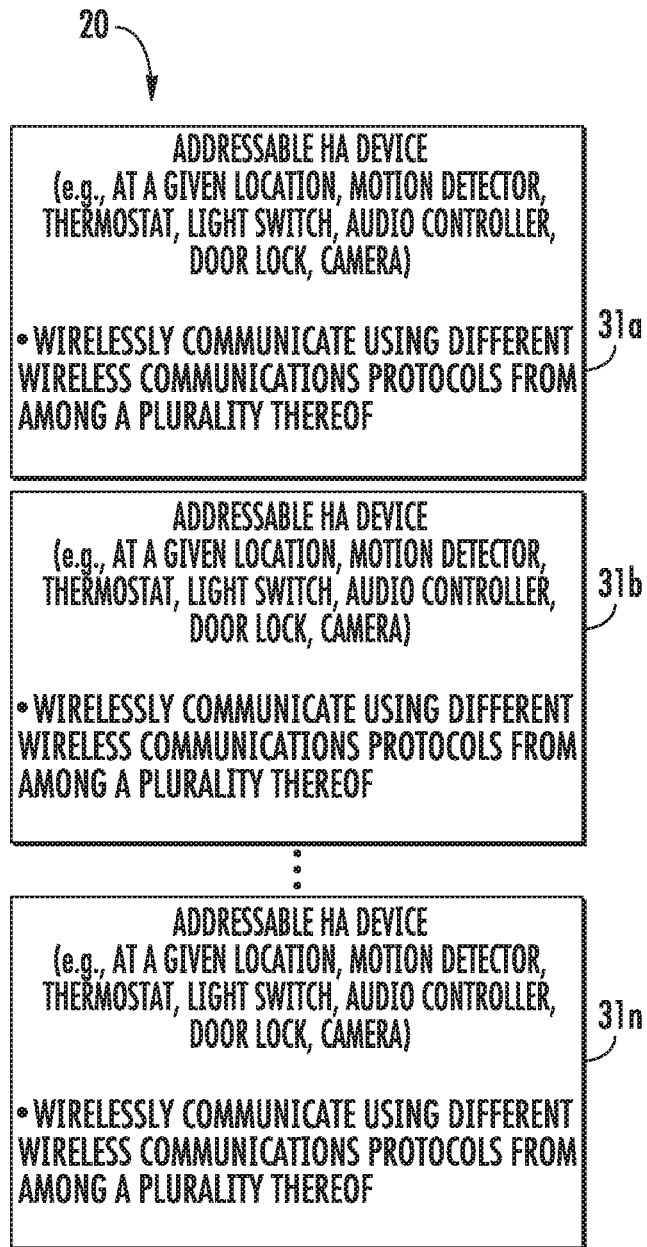 20
ADDRESSABLE HA DEVICE
(e.g., AT A GIVEN LOCATION, MOTION DETECTOR,
THERMOSTAT, LIGHT SWITCH, AUDIO CONTROLLER,
DOOR LOCK, CAMERA)
• WIRELESSLY COMMUNICATE USING DIFFERENT
WIRELESS COMMUNICATIONS PROTOCOLS FROM
AMONG A PLURALITY THEREOF
31a
ADDRESSABLE HA DEVICE
(e.g., AT A GIVEN LOCATION, MOTION DETECTOR,
THERMOSTAT, LIGHT SWITCH, AUDIO CONTROLLER,
DOOR LOCK, CAMERA)
• WIRELESSLY COMMUNICATE USING DIFFERENT
WIRELESS COMMUNICATIONS PROTOCOLS FROM
AMONG A PLURALITY THEREOF
31b
ADDRESSABLE HA DEVICE
(e.g., AT A GIVEN LOCATION, MOTION DETECTOR,
THERMOSTAT, LIGHT SWITCH, AUDIO CONTROLLER,
DOOR LOCK, CAMERA)
• WIRELESSLY COMMUNICATE USING DIFFERENT
WIRELESS COMMUNICATIONS PROTOCOLS FROM
AMONG A PLURALITY THEREOF
31n